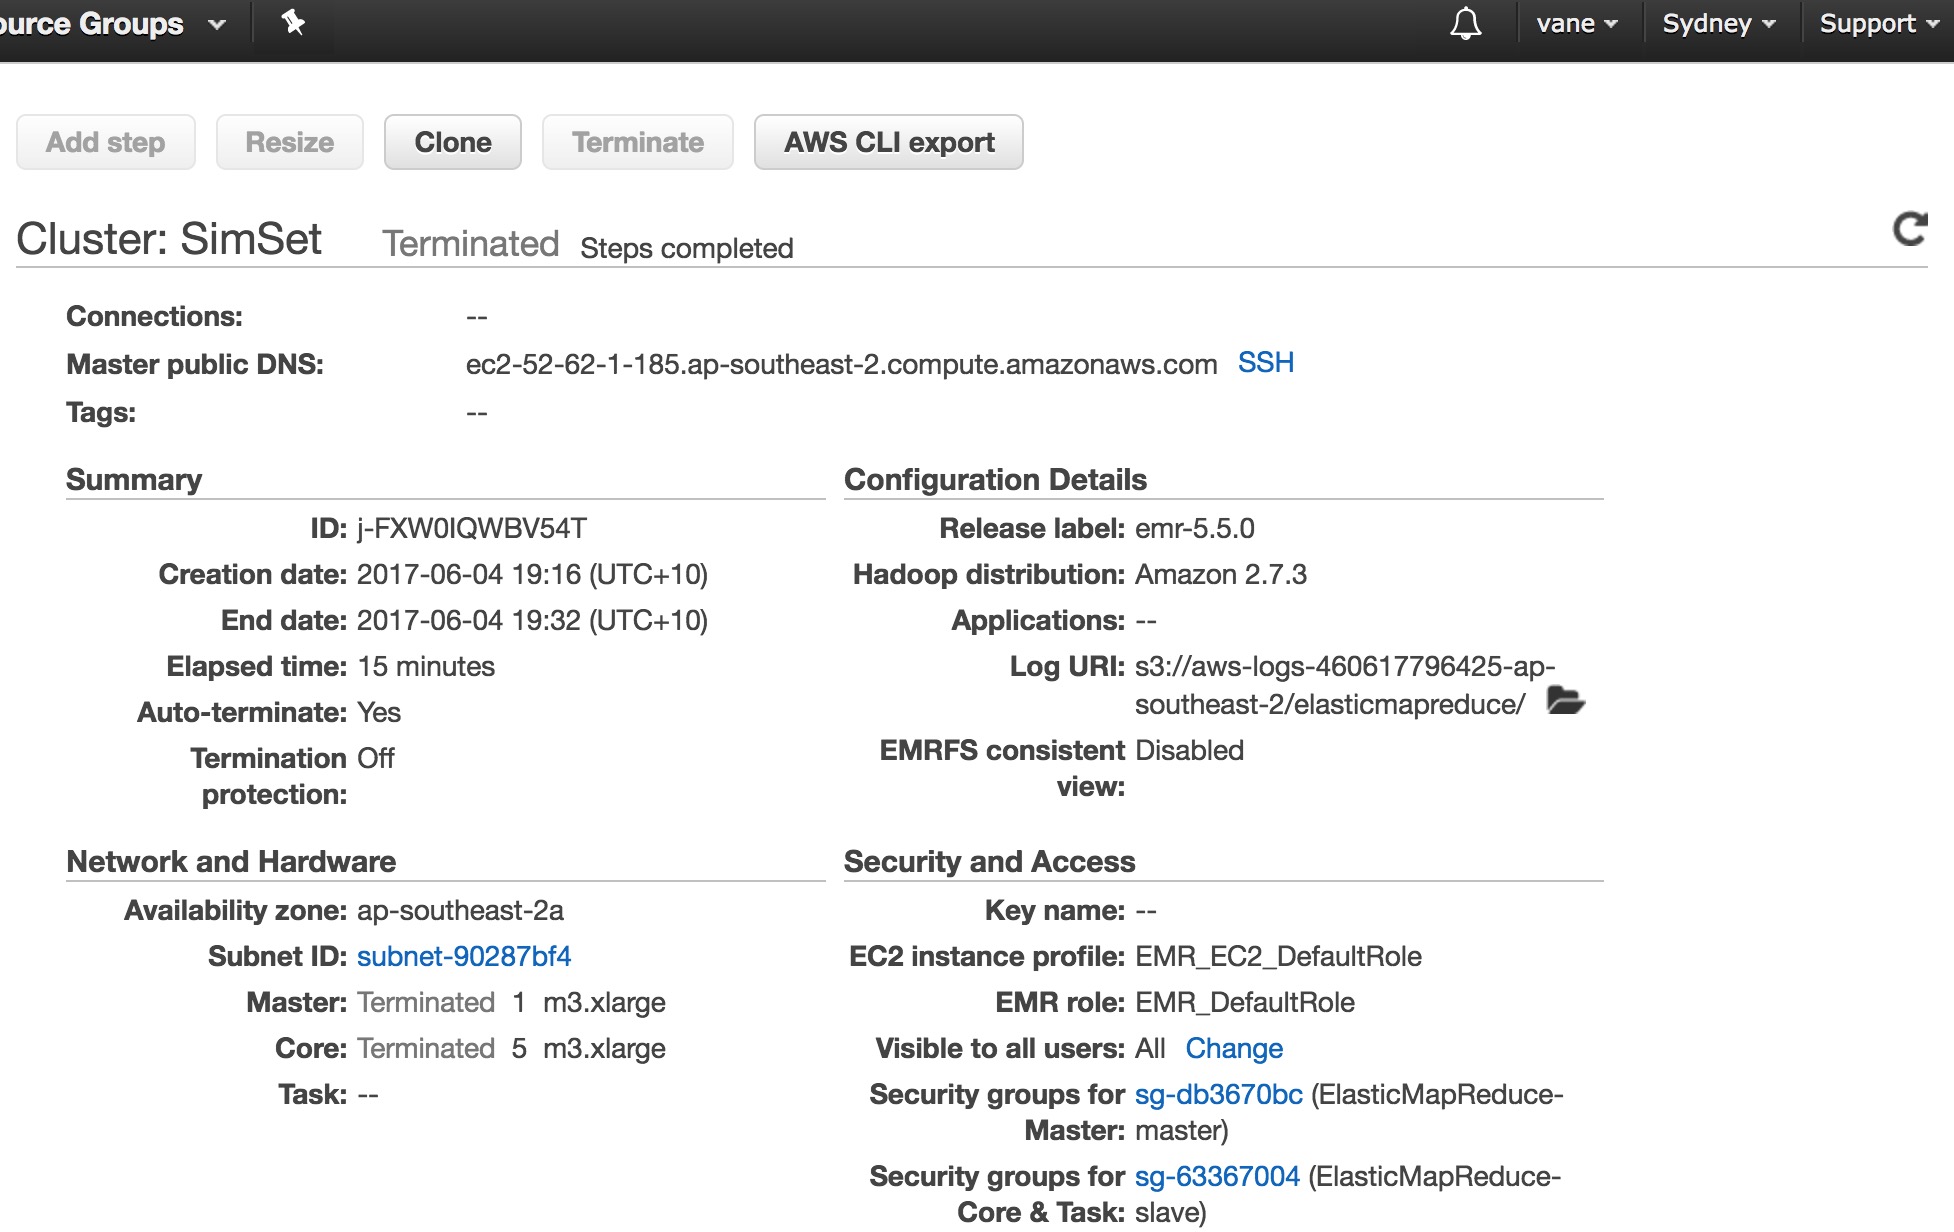 ource Groups
vane Sydney Support
Add step Resize Clone Terminate AWS CLI export
Cluster: SimSet Terminated Steps completed
Connections: --
Master public DNS: ec2-52-62-1-185.ap-southeast-2.compute.amazonaws.com SSH
Tags: --
Summary
ID: j-FXW0IQWBV54T
Creation date: 2017-06-04 19:16 (UTC+10)
End date: 2017-06-04 19:32 (UTC+10)
Elapsed time: 15 minutes
Auto-terminate: Yes
Termination Off
protection:
Configuration Details
Release label: emr-5.5.0
Hadoop distribution: Amazon 2.7.3
Applications: --
Log URI: s3://aws-logs-460617796425-ap-
southeast-2/elasticmapreduce/
EMRFS consistent Disabled
view:
Network and Hardware
Availability zone: ap-southeast-2a
Subnet ID: subnet-90287bf4
Master: Terminated 1 m3.xlarge
Core: Terminated 5 m3.xlarge
Task: --
Security and Access
Key name: --
EC2 instance profile: EMR_EC2_DefaultRole
EMR role: EMR_DefaultRole
Visible to all users: All Change
Security groups for sg-db3670bc (ElasticMapReduce-
Master: master)
Security groups for sg-63367004 (ElasticMapReduce-
Core & Task: slave)